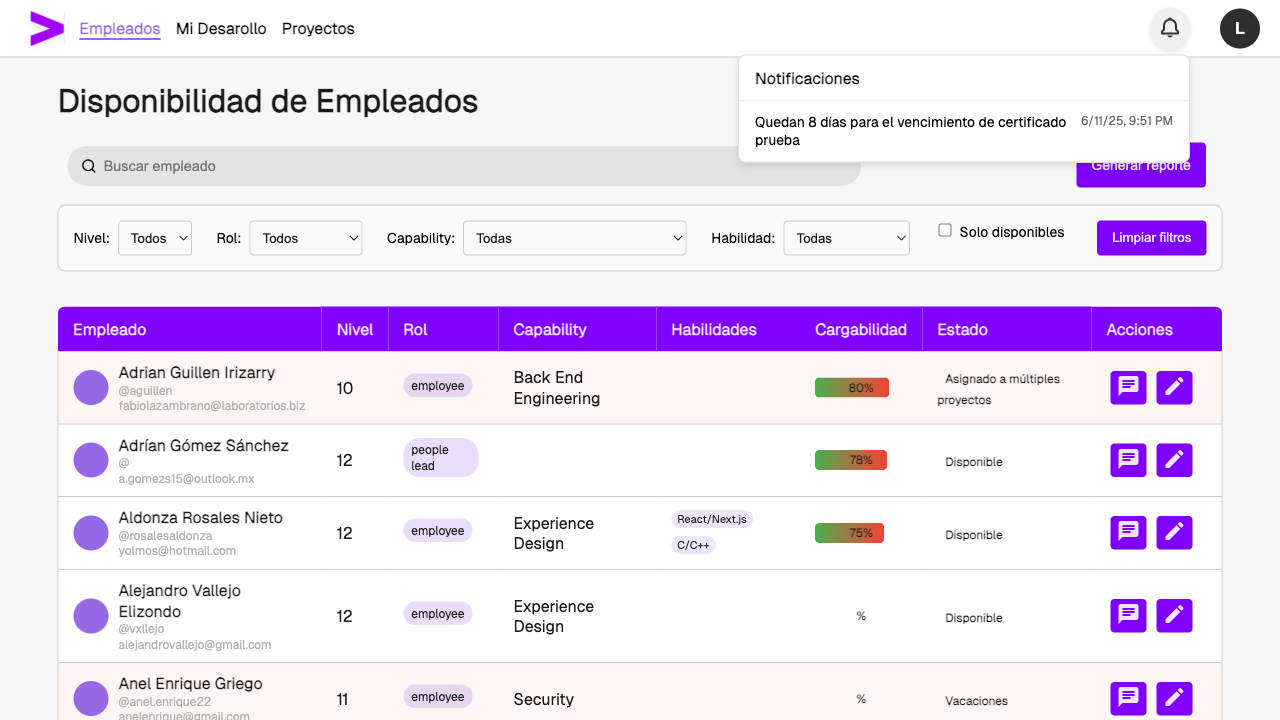 Empleados Mi Desarollo Proyectos
L
Notificaciones
Quedan 8 días para el vencimiento de certificado prueba
6/11/25, 9:51 PM
Disponibilidad de Empleados
Buscar empleado
Generar reporte
Nivel: Todos Rol: Todos Capability: Todas Habilidad: Todas Solo disponibles Limpiar filtros
Empleado Nivel Rol Capability Habilidades Cargabilidad Estado Acciones
Adrian Guillen Irizarry
@aguillen
fabiolazambrano@laboratorios.biz
10
employee
Back End
Engineering
80%
Asignado a múltiples
proyectos
Adrián Gómez Sánchez
@
a.gomezs15@outlook.mx
12
people
lead
78%
Disponible
Aldonza Rosales Nieto
@rosalesaldonza
yolmos@hotmail.com
12
employee
Experience
Design
React/Next.js
C/C++
75%
Disponible
Alejandro Vallejo
Elizondo
@vxllejo
alejandrovallejo@gmail.com
12
employee
Experience
Design
%
Disponible
Anel Enrique Griego
@anel.enrique22
anelenrique@gmail.com
11
employee
Security
%
Vacaciones